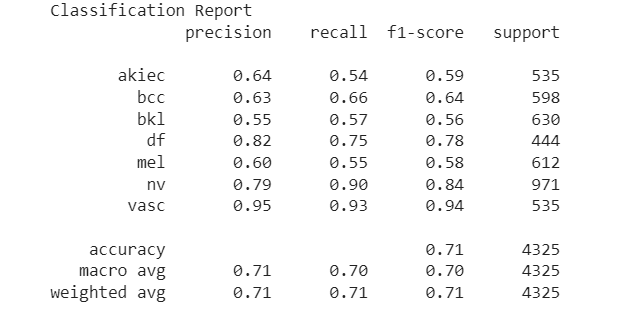 Classification Report
precision recall f1-score support
akiec 0.64 0.54 0.59 535
bcc 0.63 0.66 0.64 598
bkl 0.55 0.57 0.56 630
df 0.82 0.75 0.78 444
mel 0.60 0.55 0.58 612
nv 0.79 0.90 0.84 971
vasc 0.95 0.93 0.94 535
accuracy 0.71 4325
macro avg 0.71 0.70 0.70 4325
weighted avg 0.71 0.71 0.71 4325